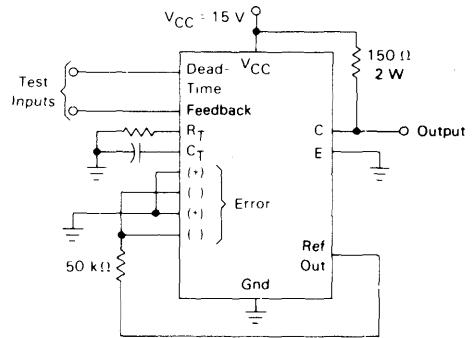 V_CC = 15 V
150 Ω
2 W
Test
Inputs
Dead-
Time
V_CC
Feedback
R_T
C_T
C
Output
E
(+)
( )
(+)
( )
Error
50 kΩ
Ref
Out
Gnd